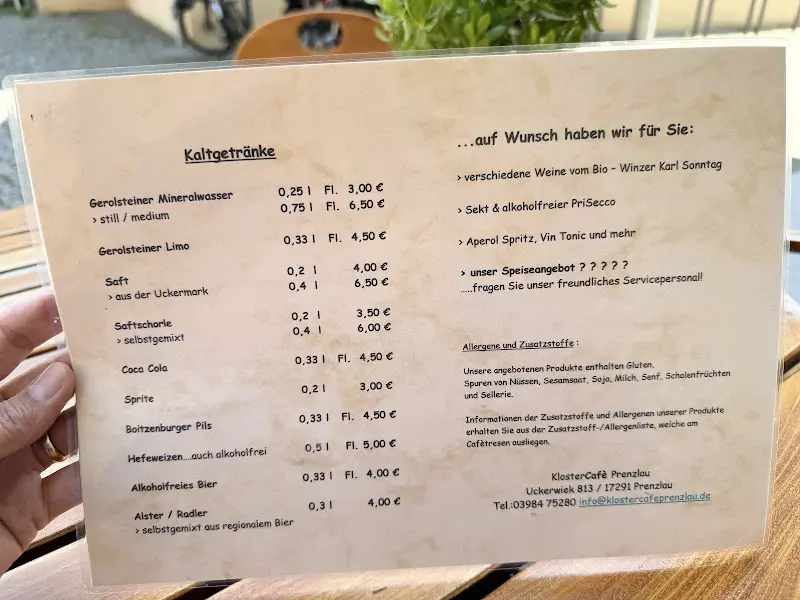 Kaltgetränke
Gerolsteiner Mineralwasser 0,25 l Fl. 3,00 €
> still / medium 0,75 l Fl. 6,50 €
Gerolsteiner Limo 0,33 l Fl. 4,50 €
Saft 0,2 l 4,00 €
> aus der Uckermark 0,4 l 6,50 €
Saftschorle 0,2 l 3,50 €
> selbstgemixt 0,4 l 6,00 €
Coca Cola 0,33 l Fl. 4,50 €
Sprite 0,2 l 3,00 €
Boitzenburger Pils 0,33 l Fl. 4,50 €
Hefeweizen....auch alkoholfrei 0,5 l Fl. 5,00 €
Alkoholfreies Bier 0,33 l Fl. 4,00 €
Alster / Radler 0,3 l 4,00 €
> selbstgemixt aus regionalem Bier
...auf Wunsch haben wir für Sie:
> verschiedene Weine vom Bio - Winzer Karl Sonntag
> Sekt & alkoholfreier PriSecco
> Aperol Spritz, Vin Tonic und mehr
> unser Speiseangebot ? ? ? ? ?
.....fragen Sie unser freundliches Servicepersonal!
Allergene und Zusatzstoffe :
Unsere angebotenen Produkte enthalten Gluten,
Spuren von Nüssen, Sesamsaat, Soja, Milch, Senf, Schalenfrüchten
und Sellerie.
Informationen der Zusatzstoffe und Allergenen unserer Produkte
erhalten Sie aus der Zusatzstoff-/Allergenliste, welche am
Cafétresen ausliegen.
KlosterCafè Prenzlau
Uckerwiek 813 / 17291 Prenzlau
Tel.:03984 75280 info@klostercafeprenzlau.de